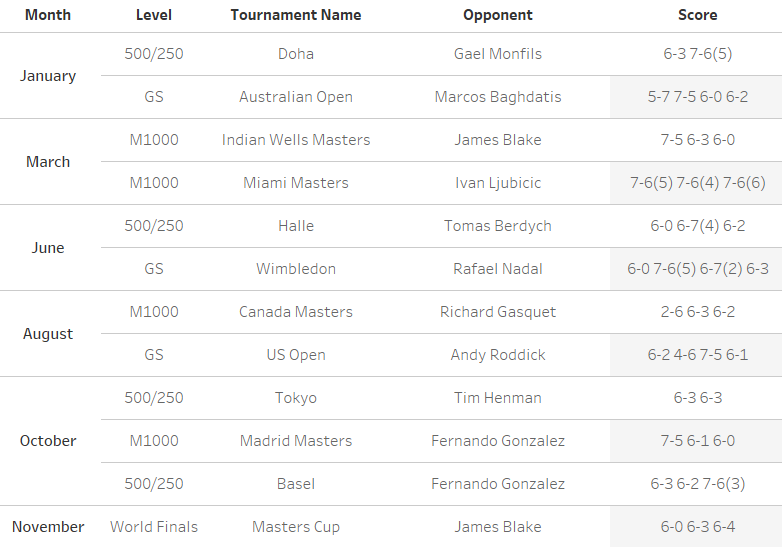 Month Level Tournament Name Opponent Score
January 500/250 Doha Gael Monfils 6-3 7-6(5)
GS Australian Open Marcos Baghdatis 5-7 7-5 6-0 6-2
March M1000 Indian Wells Masters James Blake 7-5 6-3 6-0
M1000 Miami Masters Ivan Ljubicic 7-6(5) 7-6(4) 7-6(6)
June 500/250 Halle Tomas Berdych 6-0 6-7(4) 6-2
GS Wimbledon Rafael Nadal 6-0 7-6(5) 6-7(2) 6-3
August M1000 Canada Masters Richard Gasquet 2-6 6-3 6-2
GS US Open Andy Roddick 6-2 4-6 7-5 6-1
October 500/250 Tokyo Tim Henman 6-3 6-3
M1000 Madrid Masters Fernando Gonzalez 7-5 6-1 6-0
500/250 Basel Fernando Gonzalez 6-3 6-2 7-6(3)
November World Finals Masters Cup James Blake 6-0 6-3 6-4